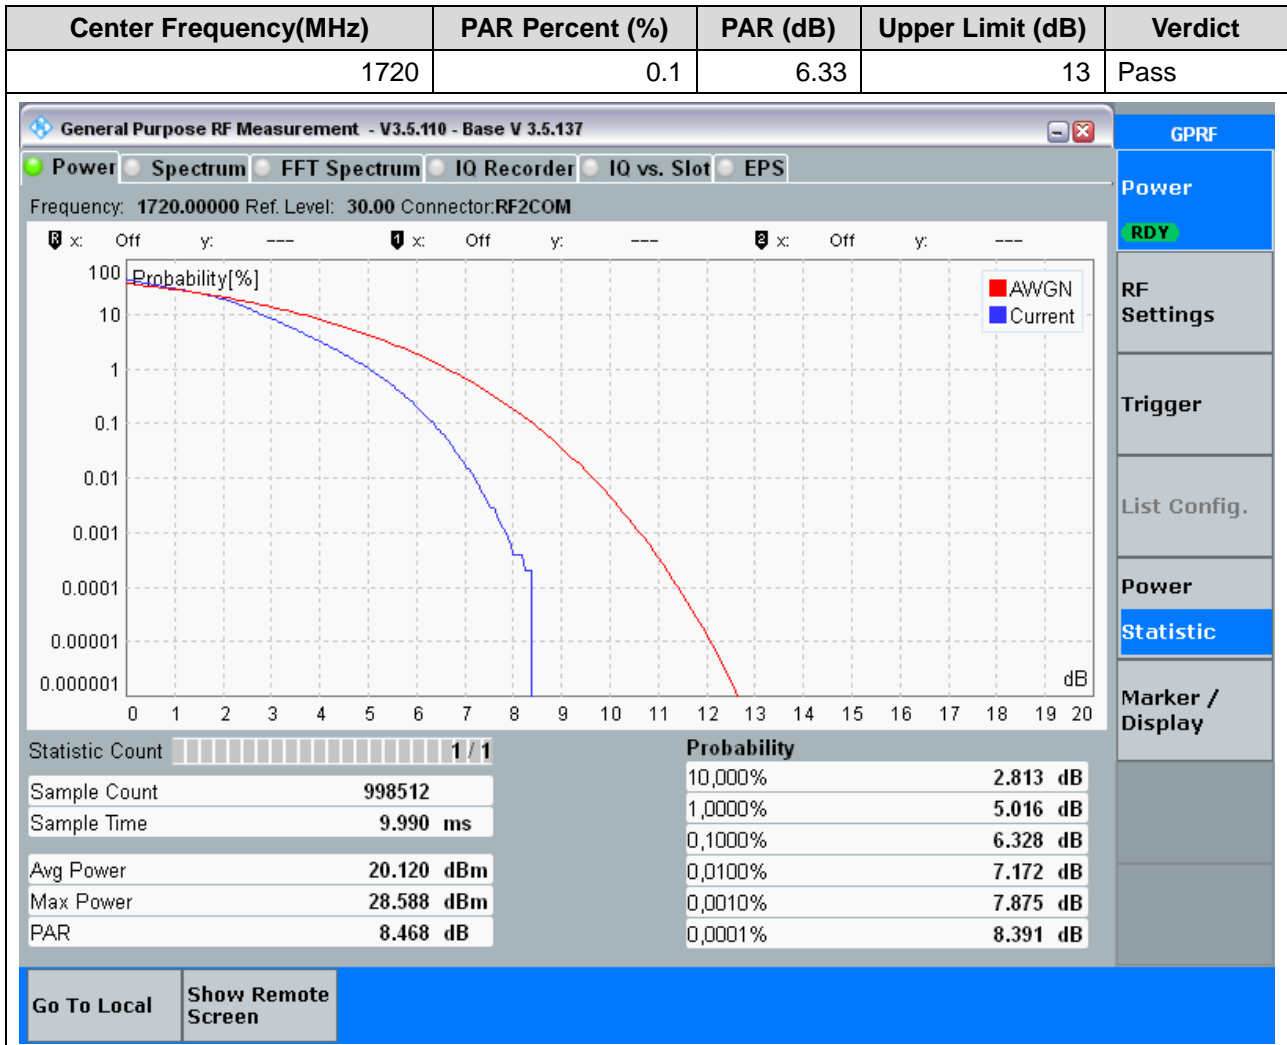 Center Frequency(MHz) PAR Percent (%) PAR (dB) Upper Limit (dB) Verdict
1720 0.1 6.33 13 Pass
General Purpose RF Measurement - V3.5.110 - Base V 3.5.137
GPRF
Power Spectrum FFT Spectrum IQ Recorder IQ vs. Slot EPS
Power
RDY
Frequency: 1720.00000 Ref. Level: 30.00 Connector:RF2COM
R x: Off y: --- 1 x: Off y: --- 2 x: Off y: ---
Probability[%]
AWGN
Current
100
10
1
0.1
0.01
0.001
0.0001
0.00001
0.000001
dB
0 1 2 3 4 5 6 7 8 9 10 11 12 13 14 15 16 17 18 19 20
RF
Settings
Trigger
List Config.
Power
Statistic
Marker /
Display
Statistic Count 1 / 1
Sample Count 998512
Sample Time 9.990 ms
Avg Power 20.120 dBm
Max Power 28.588 dBm
PAR 8.468 dB
Probability
10,000% 2.813 dB
1,0000% 5.016 dB
0,1000% 6.328 dB
0,0100% 7.172 dB
0,0010% 7.875 dB
0,0001% 8.391 dB
Go To Local
Show Remote
Screen